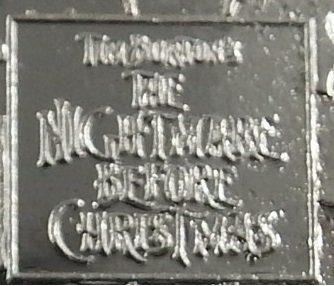 Tim Burton's
THE
NIGHTMARE
BEFORE
CHRISTMAS